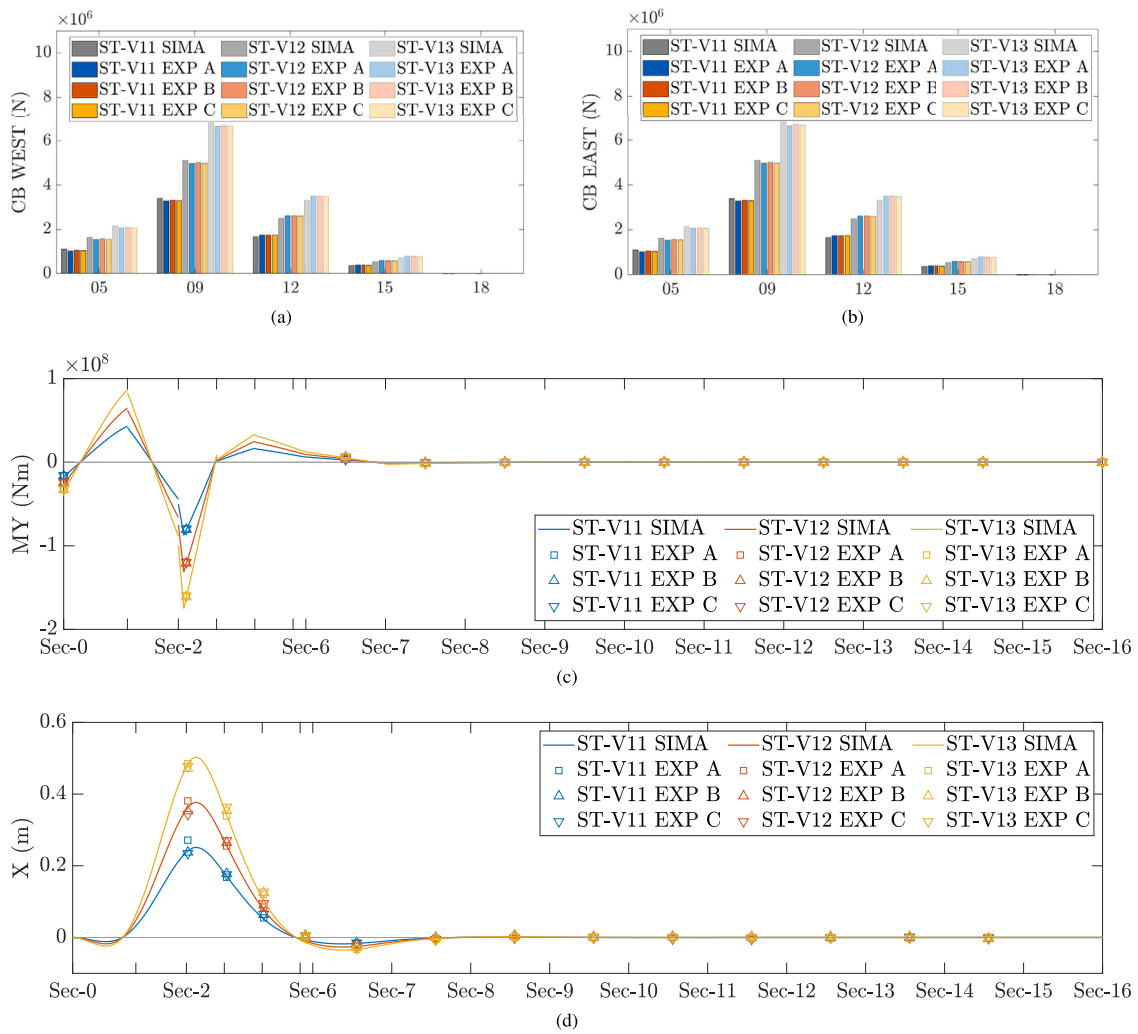 ×10⁶
ST-V11 SIMA ST-V12 SIMA ST-V13 SIMA
ST-V11 EXP A ST-V12 EXP A ST-V13 EXP A
ST-V11 EXP B ST-V12 EXP B ST-V13 EXP B
ST-V11 EXP C ST-V12 EXP C ST-V13 EXP C
CB WEST (N)
10
8
6
4
2
0
05 09 12 15 18
(a)
×10⁶
ST-V11 SIMA ST-V12 SIMA ST-V13 SIMA
ST-V11 EXP A ST-V12 EXP A ST-V13 EXP A
ST-V11 EXP B ST-V12 EXP B ST-V13 EXP B
ST-V11 EXP C ST-V12 EXP C ST-V13 EXP C
CB EAST (N)
10
8
6
4
2
0
05 09 12 15 18
(b)
×10⁸
MY (Nm)
1
0
-1
-2
ST-V11 SIMA ST-V12 SIMA ST-V13 SIMA
ST-V11 EXP A ST-V12 EXP A ST-V13 EXP A
ST-V11 EXP B ST-V12 EXP B ST-V13 EXP B
ST-V11 EXP C ST-V12 EXP C ST-V13 EXP C
Sec-0 Sec-2 Sec-6 Sec-7 Sec-8 Sec-9 Sec-10 Sec-11 Sec-12 Sec-13 Sec-14 Sec-15 Sec-16
(c)
X (m)
0.6
0.4
0.2
0
ST-V11 SIMA ST-V12 SIMA ST-V13 SIMA
ST-V11 EXP A ST-V12 EXP A ST-V13 EXP A
ST-V11 EXP B ST-V12 EXP B ST-V13 EXP B
ST-V11 EXP C ST-V12 EXP C ST-V13 EXP C
Sec-0 Sec-2 Sec-6 Sec-7 Sec-8 Sec-9 Sec-10 Sec-11 Sec-12 Sec-13 Sec-14 Sec-15 Sec-16
(d)